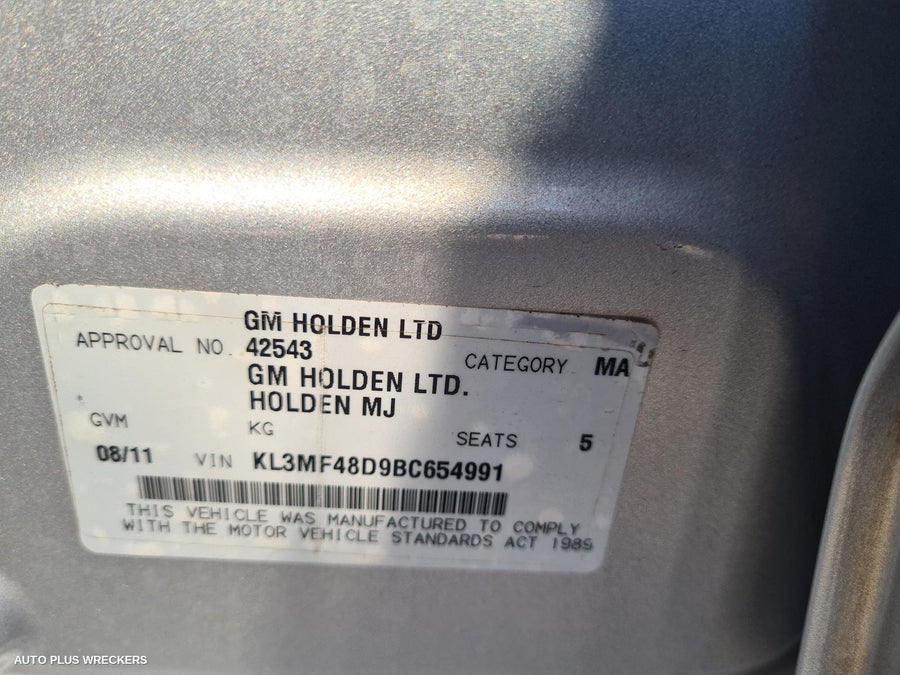 GM HOLDEN LTD
APPROVAL NO. 42543 CATEGORY MA
GM HOLDEN LTD.
HOLDEN MJ
GVM KG SEATS 5
08/11 VIN KL3MF48D9BC654991
THIS VEHICLE WAS MANUFACTURED TO COMPLY
WITH THE MOTOR VEHICLE STANDARDS ACT 1989
AUTO PLUS WRECKERS